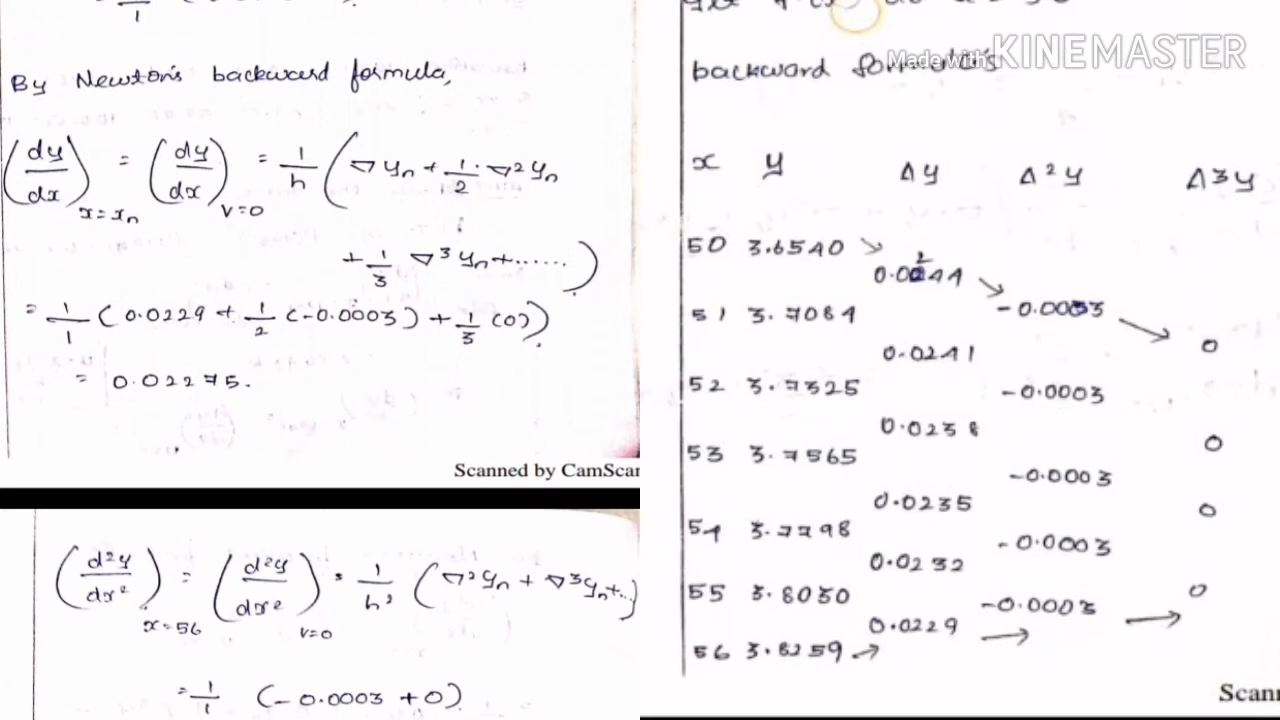 By Newton's backward formula,
(dy/dx) x=xn = (dy/dx) v=0 = 1/h (∇yn + 1/2 . ∇²yn
+ 1/3 ∇³yn + ......)
= 1/1 (0.0229 + 1/2 (-0.0003) + 1/3 (0))
= 0.02275.
Scanned by CamScan
(d²y/dx²) x=56 = (d²y/dx²) v=0 = 1/h² (∇²yn + ∇³yn+...)
= 1/1 (-0.0003 + 0)
Made with KINEMASTER
backward
x y Δy Δ²y Δ3y
50 3.6540
0.0244
-0.0003
51 3.7084
0
0.0241
52 3.7325
-0.0003
0.0238
0
53 3.7565
-0.0003
0.0235
0
54 3.7798
-0.0003
0.0232
55 3.8030
0
-0.0003
0.0229
56 3.8259
Scann